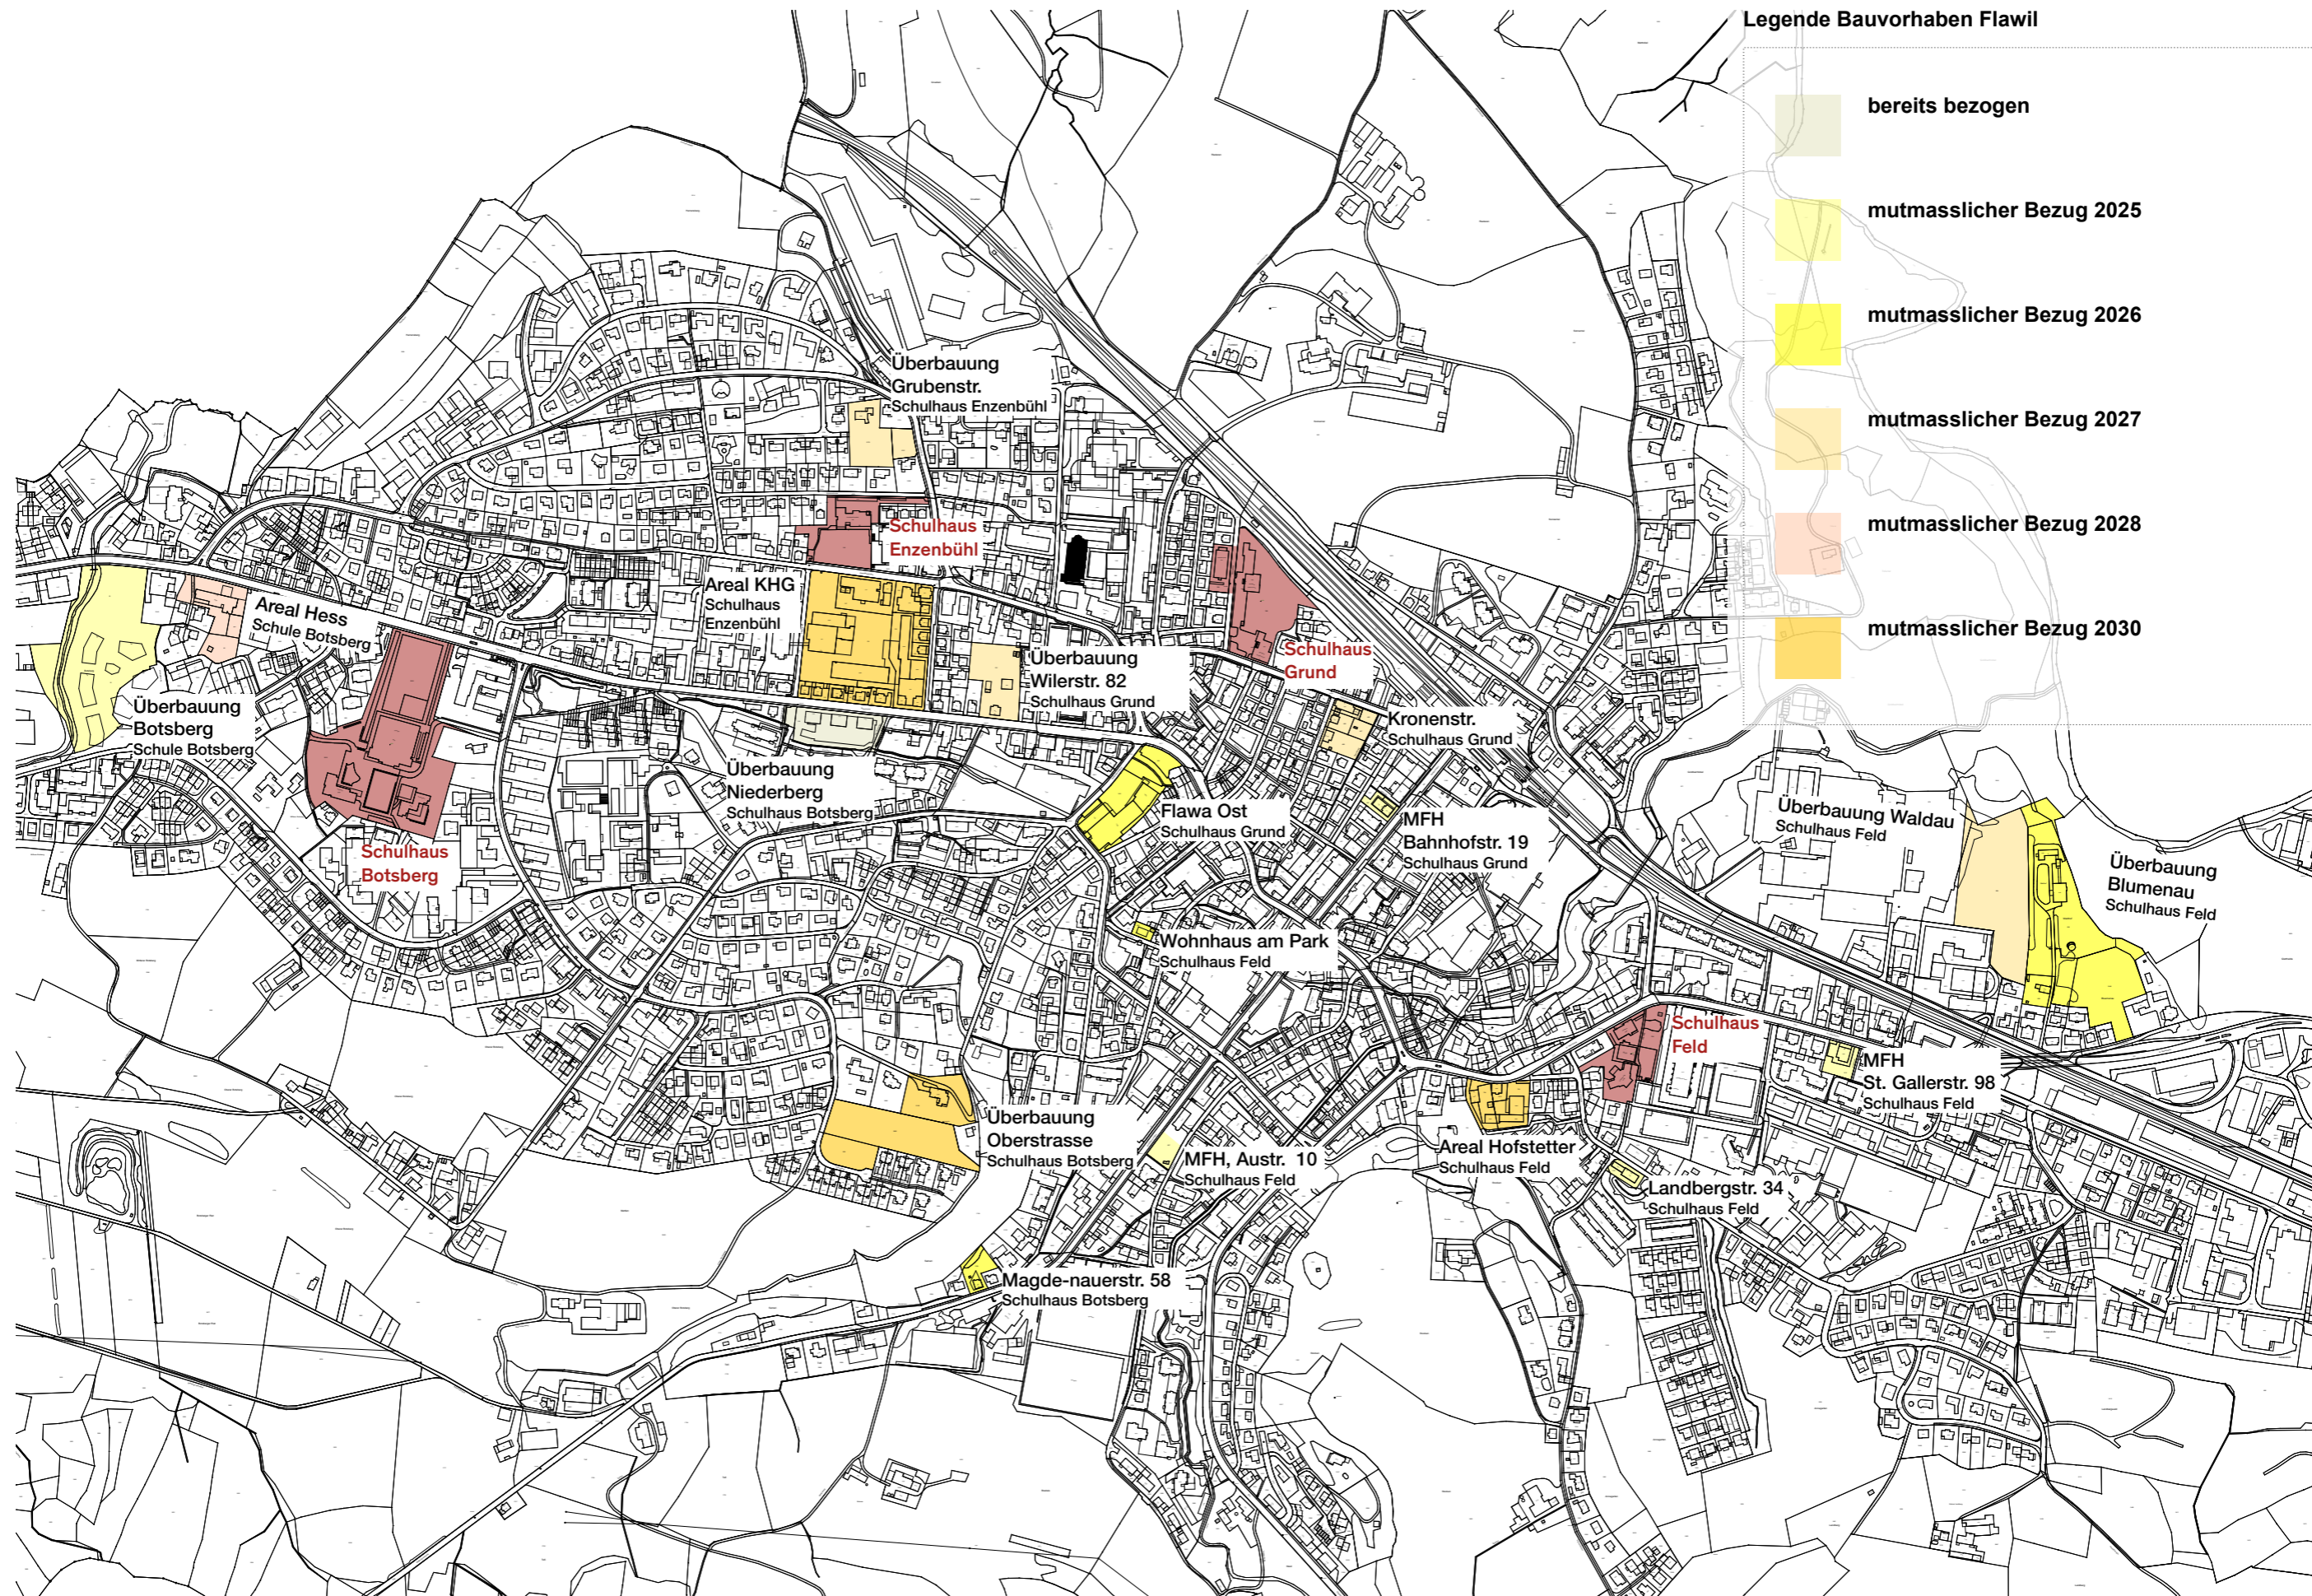 Legende Bauvorhaben Flawil
bereits bezogen
mutmasslicher Bezug 2025
mutmasslicher Bezug 2026
mutmasslicher Bezug 2027
mutmasslicher Bezug 2028
mutmasslicher Bezug 2030
Überbauung
Grubenstr.
Schulhaus Enzenbühl
Schulhaus
Enzenbühl
Areal KHG
Schulhaus
Enzenbühl
Areal Hess
Schule Botsberg
Überbauung
Wilerstr. 82
Schulhaus Grund
Schulhaus
Grund
Überbauung
Botsberg
Schule Botsberg
Kronenstr.
Schulhaus Grund
Überbauung
Niederberg
Schulhaus Botsberg
Flawa Ost
Schulhaus Grund
MFH
Bahnhofstr. 19
Schulhaus Grund
Überbauung Waldau
Schulhaus Feld
Überbauung
Blumenau
Schulhaus Feld
Schulhaus
Botsberg
Wohnhaus am Park
Schulhaus Feld
Schulhaus
Feld
MFH
St. Gallerstr. 98
Schulhaus Feld
Überbauung
Oberstrasse
Schulhaus Botsberg
MFH, Austr. 10
Schulhaus Feld
Areal Hofstetter
Schulhaus Feld
Landbergstr. 34
Schulhaus Feld
Magde-nauerstr. 58
Schulhaus Botsberg